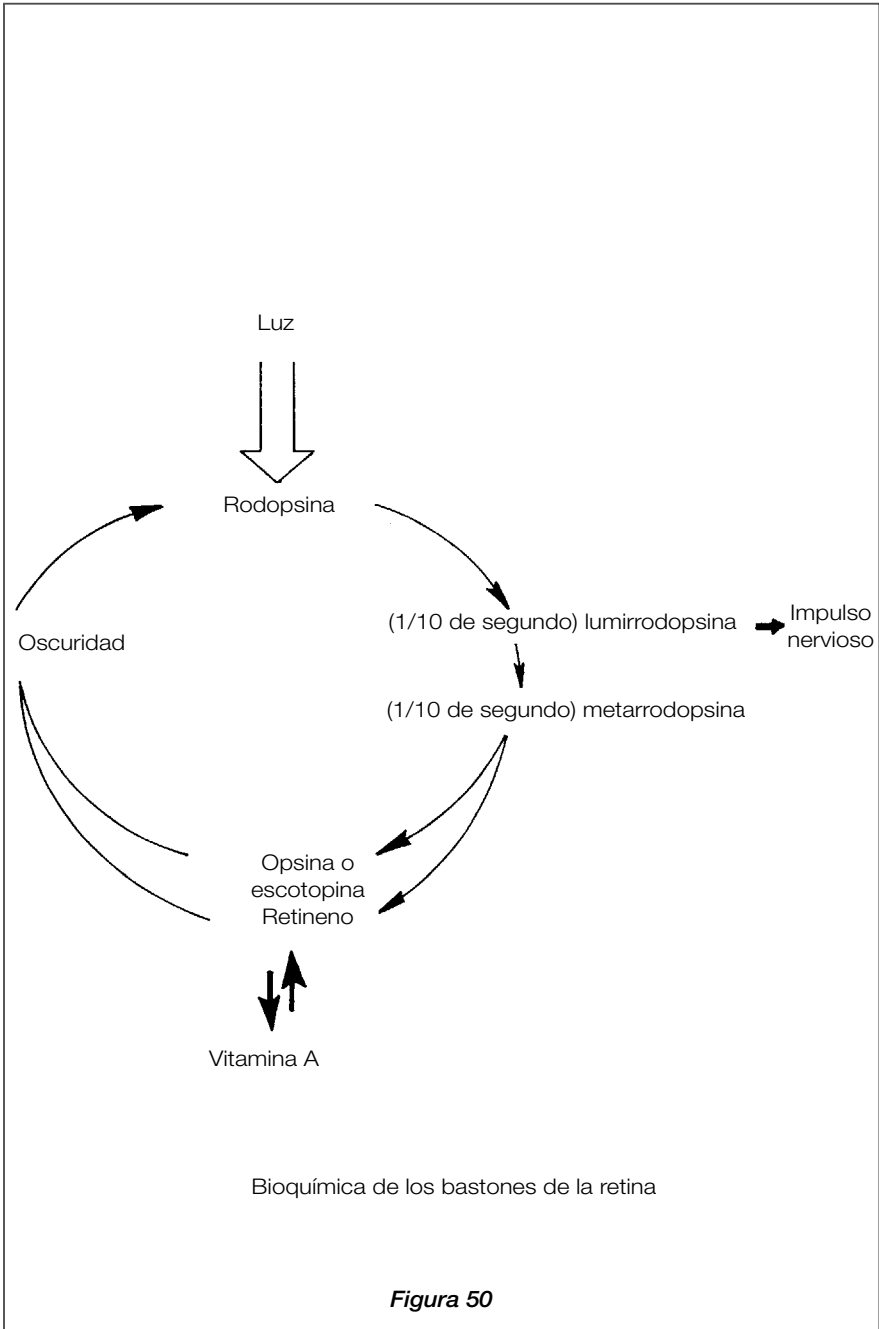 Luz
Rodopsina
(1/10 de segundo) lumirrodopsina
Impulso
nervioso
Oscuridad
(1/10 de segundo) metarrodopsina
Opsina o
escotopina
Retineno
Vitamina A
Bioquímica de los bastones de la retina
Figura 50